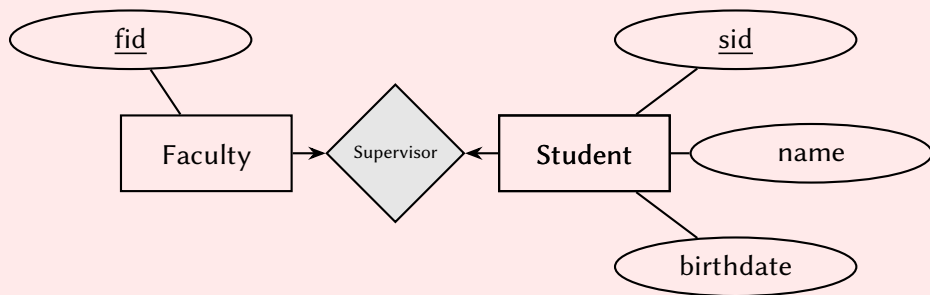 fid
sid
Faculty
Supervisor
Student
name
birthdate